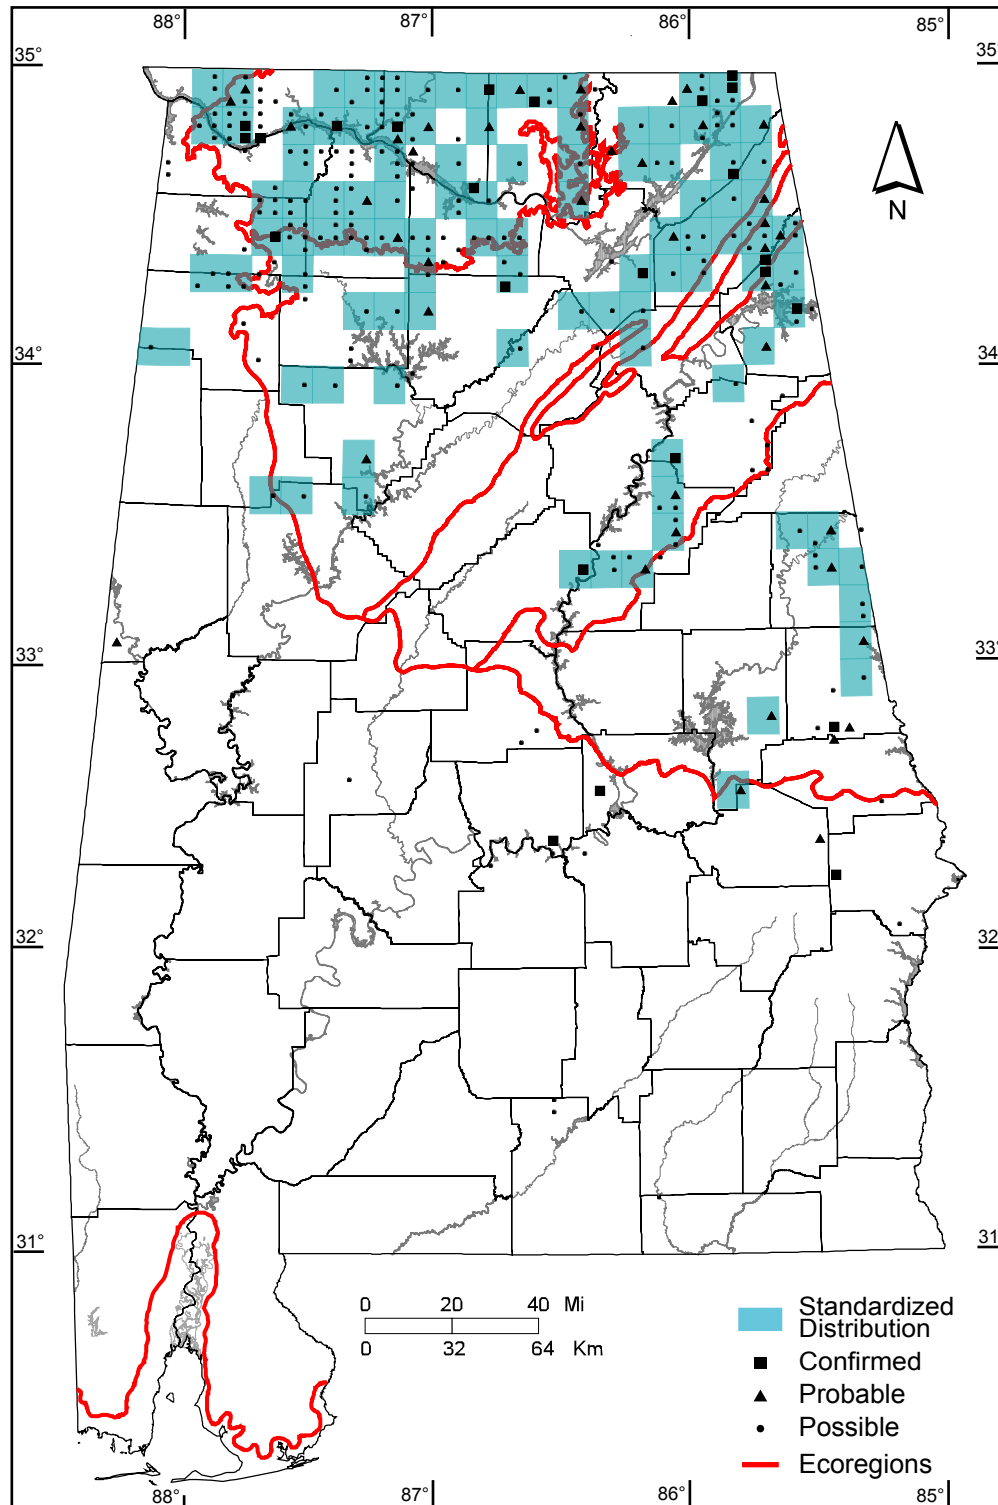 88° 87° 86° 85°
35° 35°
N
34° 34°
33° 33°
32° 32°
31° 31°
0 20 40 Mi
0 32 64 Km
Standardized
Distribution
Confirmed
Probable
Possible
Ecoregions
88° 87° 86° 85°